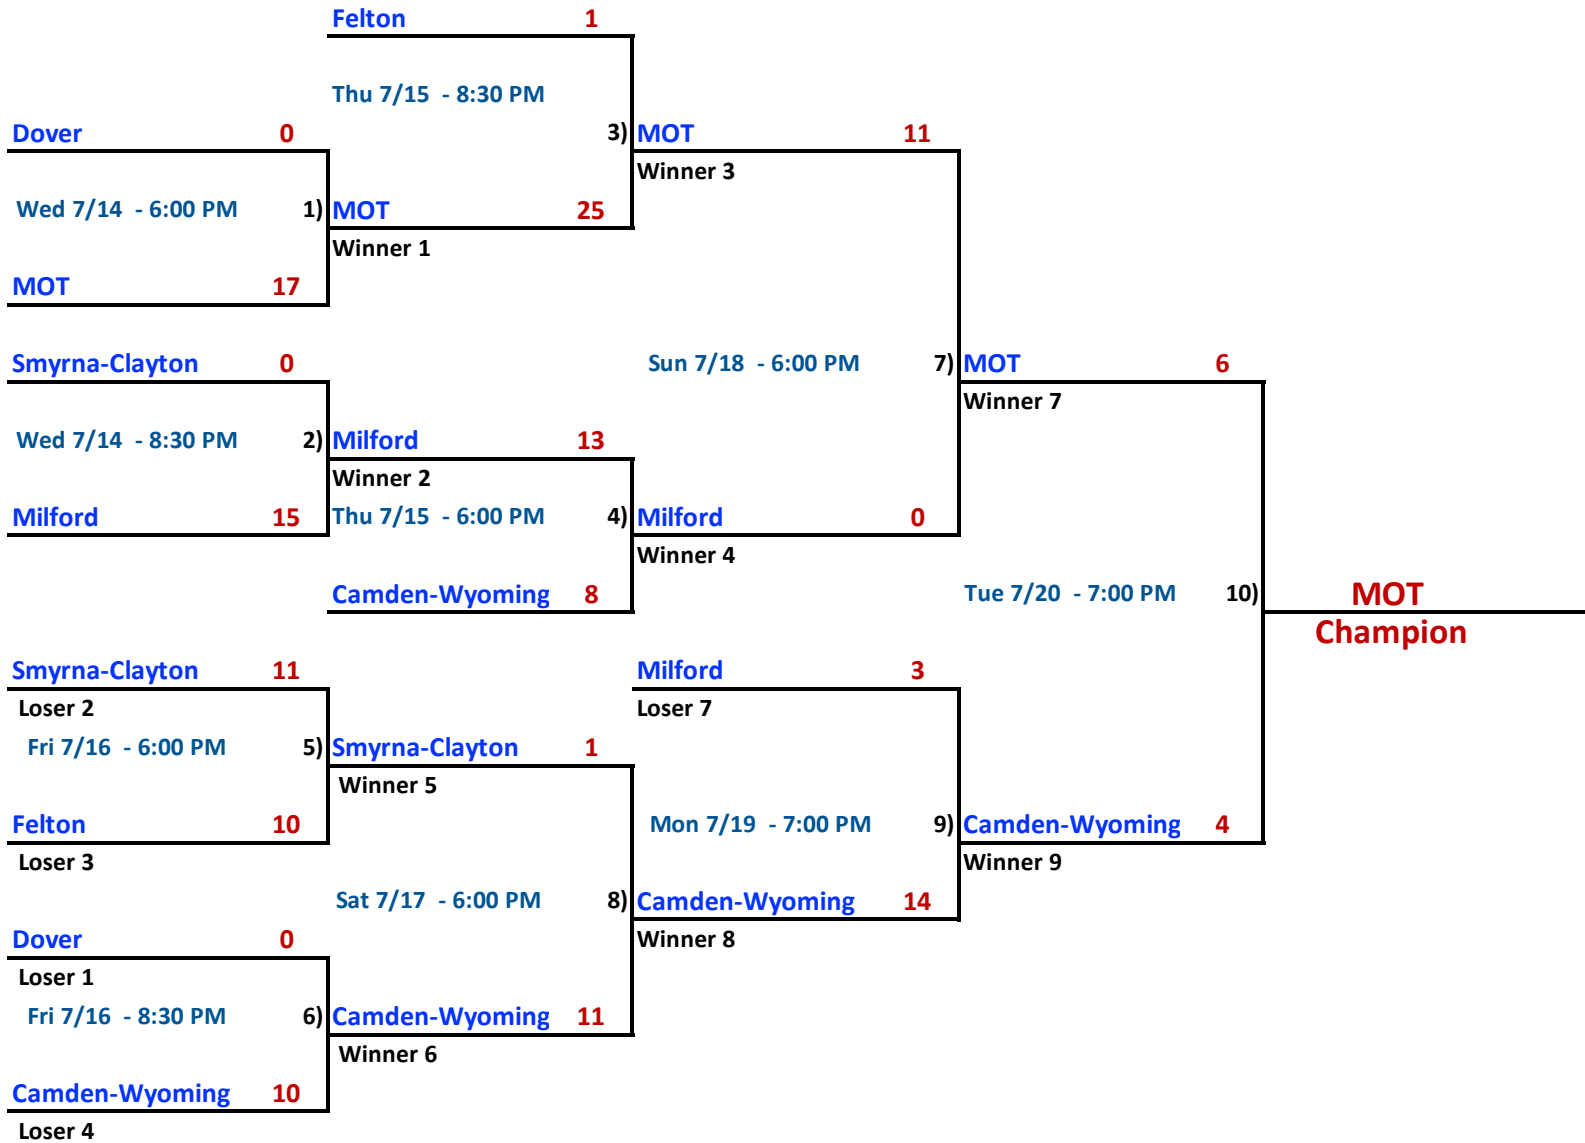 Felton 1
Thu 7/15 - 8:30 PM
Dover 0
3) MOT 11
Winner 3
Wed 7/14 - 6:00 PM 1) MOT 25
Winner 1
MOT 17
Smyrna-Clayton 0
Sun 7/18 - 6:00 PM 7) MOT 6
Winner 7
Wed 7/14 - 8:30 PM 2) Milford 13
Winner 2
Milford 15
Thu 7/15 - 6:00 PM 4) Milford 0
Winner 4
Camden-Wyoming 8
Tue 7/20 - 7:00 PM 10) MOT
Champion
Smyrna-Clayton 11
Loser 2
Milford 3
Loser 7
Fri 7/16 - 6:00 PM 5) Smyrna-Clayton 1
Winner 5
Felton 10
Loser 3
Mon 7/19 - 7:00 PM 9) Camden-Wyoming 4
Winner 9
Sat 7/17 - 6:00 PM 8) Camden-Wyoming 14
Winner 8
Dover 0
Loser 1
Fri 7/16 - 8:30 PM 6) Camden-Wyoming 11
Winner 6
Camden-Wyoming 10
Loser 4